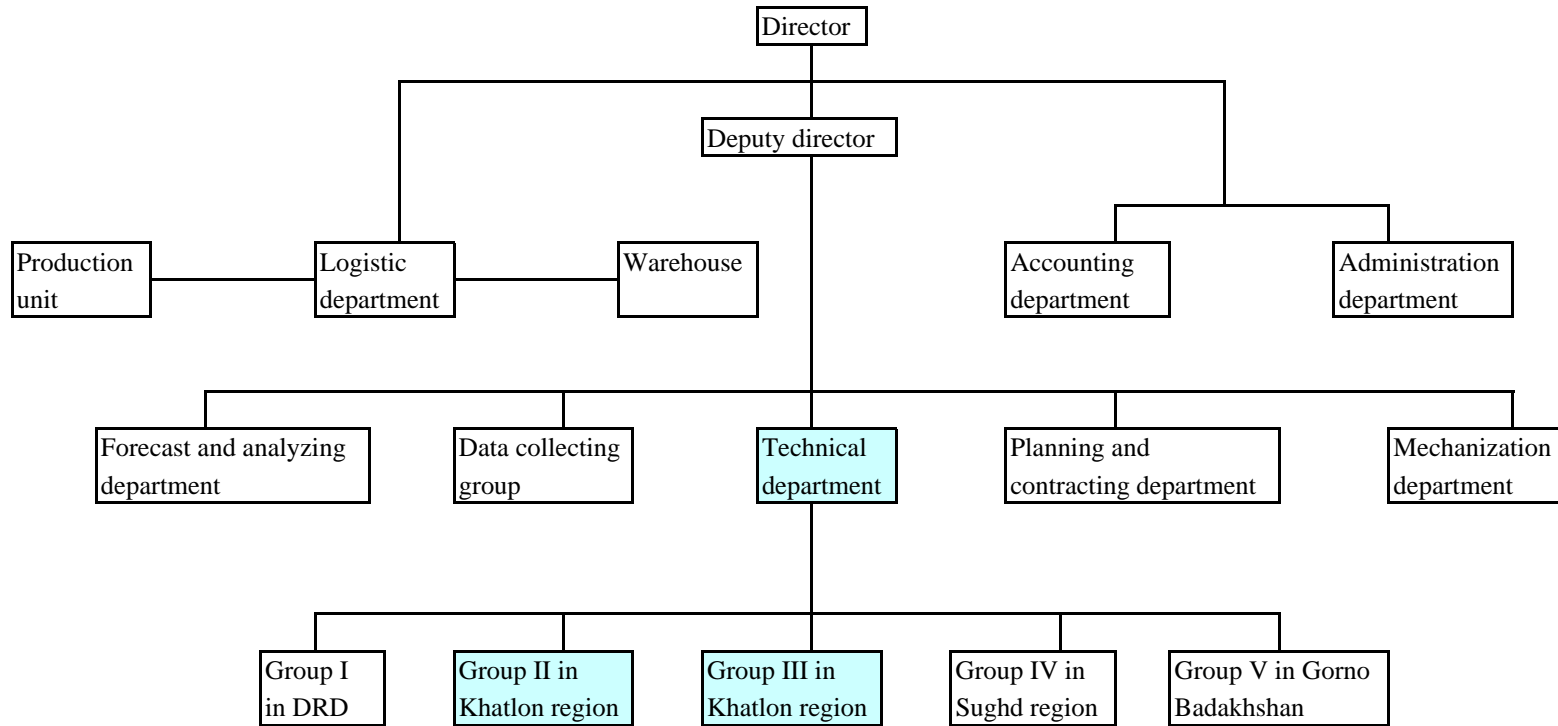 Director
Deputy director
Production
unit
Logistic
department
Warehouse
Accounting
department
Administration
department
Forecast and analyzing
department
Data collecting
group
Technical
department
Planning and
contracting department
Mechanization
department
Group I
in DRD
Group II in
Khatlon region
Group III in
Khatlon region
Group IV in
Sughd region
Group V in Gorno
Badakhshan